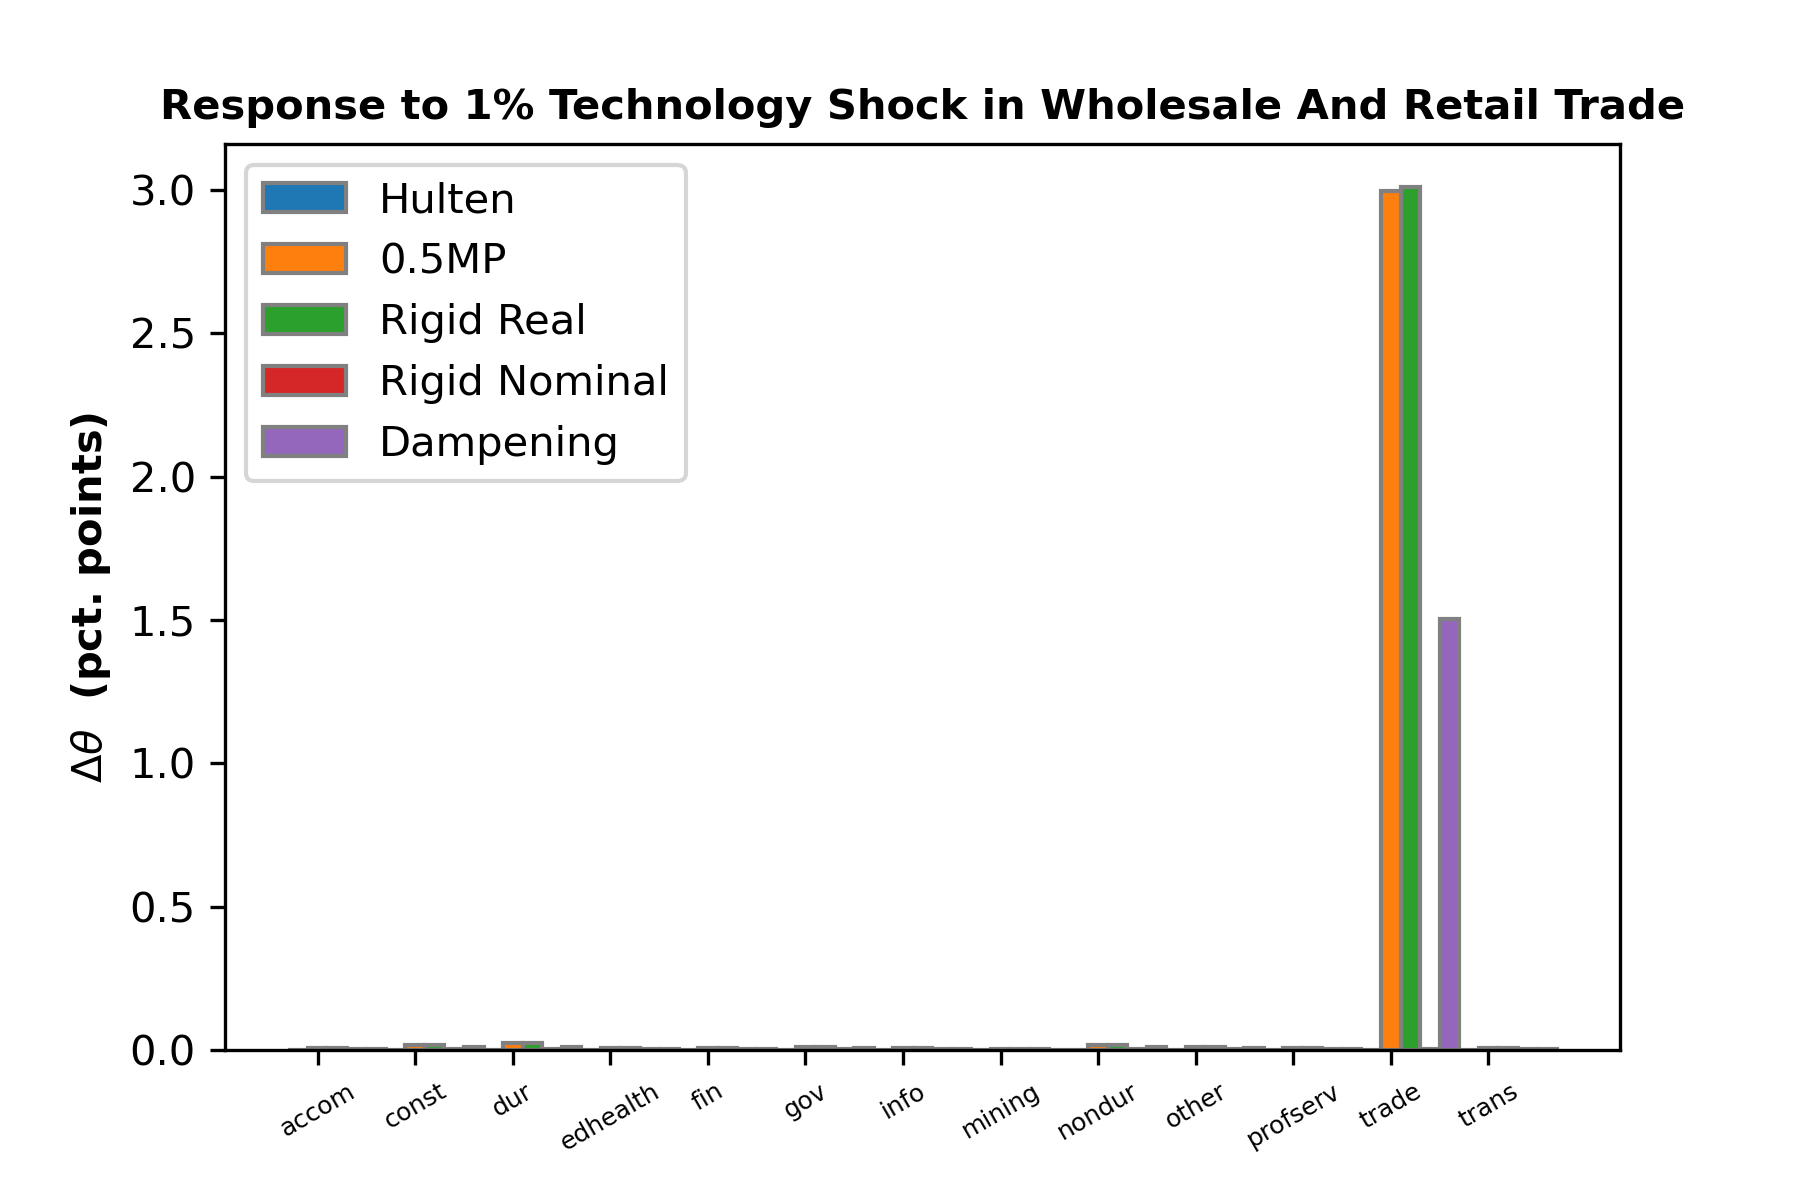 Response to 1% Technology Shock in Wholesale And Retail Trade
Hulten
0.5MP
Rigid Real
Rigid Nominal
Dampening
Δθ (pct. points)
3.0
2.5
2.0
1.5
1.0
0.5
0.0
accom
const
dur
edhealth
fin
gov
info
mining
nondur
other
profserv
trade
trans